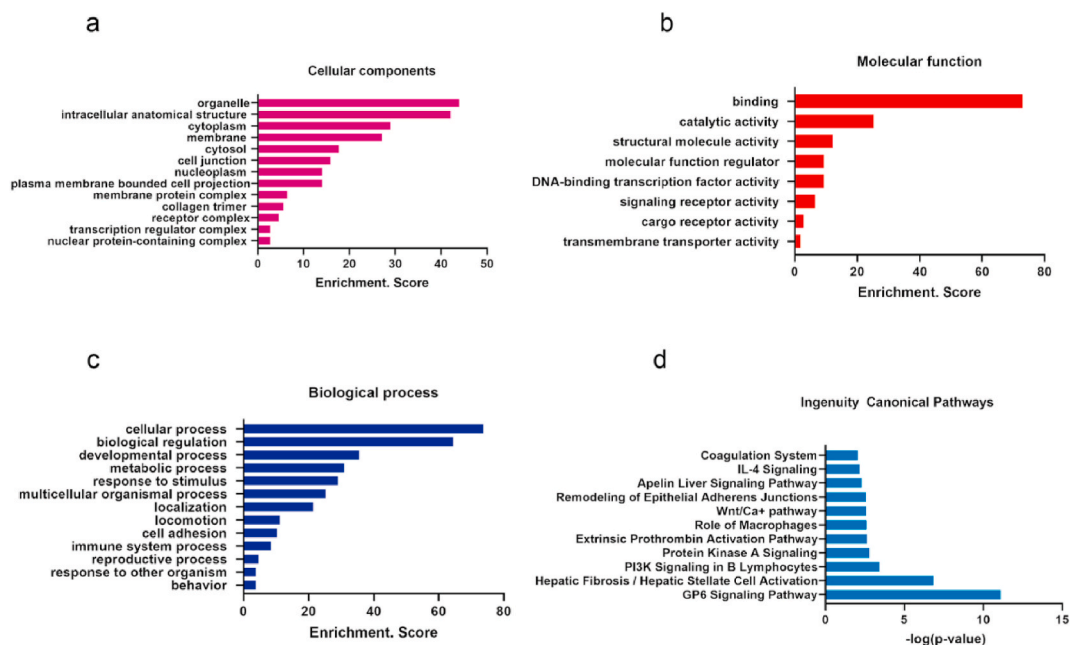 a
Cellular components
organelle
intracellular anatomical structure
cytoplasm
membrane
cytosol
cell junction
nucleoplasm
plasma membrane bounded cell projection
membrane protein complex
collagen trimer
receptor complex
transcription regulator complex
nuclear protein-containing complex
0 10 20 30 40 50
Enrichment. Score
b
Molecular function
binding
catalytic activity
structural molecule activity
molecular function regulator
DNA-binding transcription factor activity
signaling receptor activity
cargo receptor activity
transmembrane transporter activity
0 20 40 60 80
Enrichment. Score
c
Biological process
cellular process
biological regulation
developmental process
metabolic process
response to stimulus
multicellular organismal process
localization
locomotion
cell adhesion
immune system process
reproductive process
response to other organism
behavior
0 20 40 60 80
Enrichment. Score
d
Ingenuity Canonical Pathways
Coagulation System
IL-4 Signaling
Apelin Liver Signaling Pathway
Remodeling of Epithelial Adherens Junctions
Wnt/Ca+ pathway
Role of Macrophages
Extrinsic Prothrombin Activation Pathway
Protein Kinase A Signaling
PI3K Signaling in B Lymphocytes
Hepatic Fibrosis / Hepatic Stellate Cell Activation
GP6 Signaling Pathway
0 5 10 15
-log(p-value)